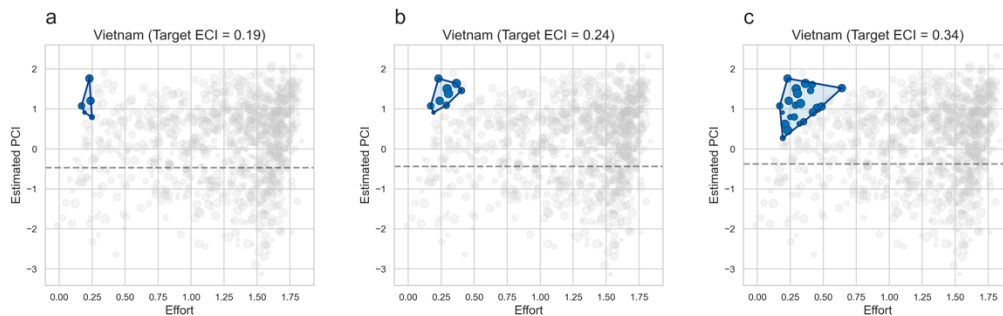 a
Vietnam (Target ECI = 0.19)
Estimated PCI
2
1
0
−1
−2
−3
0.00 0.25 0.50 0.75 1.00 1.25 1.50 1.75
Effort
b
Vietnam (Target ECI = 0.24)
Estimated PCI
2
1
0
−1
−2
−3
0.00 0.25 0.50 0.75 1.00 1.25 1.50 1.75
Effort
c
Vietnam (Target ECI = 0.34)
Estimated PCI
2
1
0
−1
−2
−3
0.00 0.25 0.50 0.75 1.00 1.25 1.50 1.75
Effort